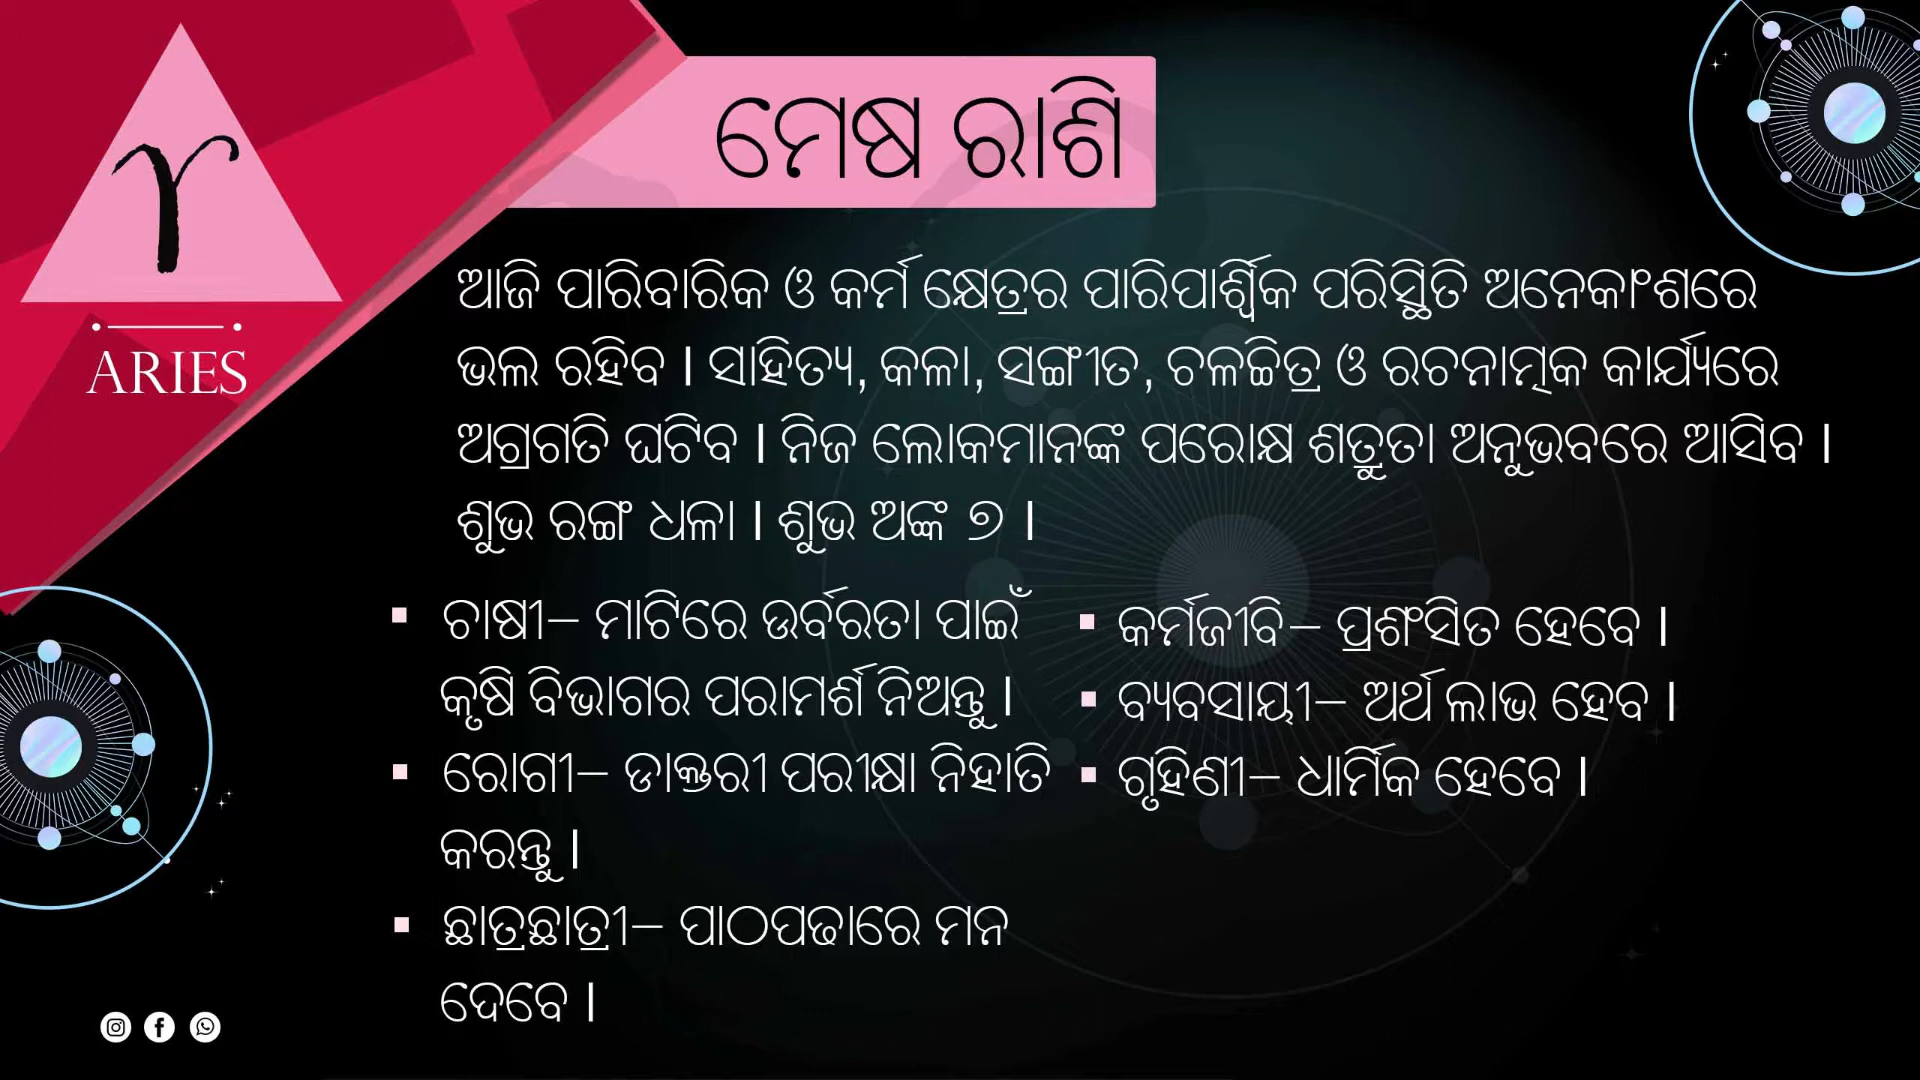 ମେଷ ରାଶି
ARIES
ଆଜି ପାରିବାରିକ ଓ କର୍ମ କ୍ଷେତ୍ରର ପାରିପାର୍ଶ୍ଵିକ ପରିସ୍ଥିତି ଅନେକାଂଶରେ
ଭଲ ରହିବ । ସାହିତ୍ୟ, କଳା, ସଙ୍ଗୀତ, ଚଳଚ୍ଚିତ୍ର ଓ ରଚନାତ୍ମକ କାର୍ଯ୍ୟରେ
ଅଗ୍ରଗତି ଘଟିବ । ନିଜ ଲୋକମାନଙ୍କ ପରୋକ୍ଷ ଶତ୍ରୁତା ଅନୁଭବରେ ଆସିବ ।
ଶୁଭ ରଙ୍ଗ ଧଳା । ଶୁଭ ଅଙ୍କ ୭ ।
▪ ଚାଷୀ– ମାଟିରେ ଉର୍ବରତା ପାଇଁ
କୃଷି ବିଭାଗର ପରାମର୍ଶ ନିଅନ୍ତୁ ।
▪ ରୋଗୀ– ଡାକ୍ତରୀ ପରୀକ୍ଷା ନିହାତି
କରନ୍ତୁ ।
▪ ଛାତ୍ରଛାତ୍ରୀ– ପାଠପଢାରେ ମନ
ଦେବେ ।
▪ କର୍ମଜୀବି– ପ୍ରଶଂସିତ ହେବେ ।
▪ ବ୍ୟବସାୟୀ– ଅର୍ଥ ଲାଭ ହେବ ।
▪ ଗୃହିଣୀ– ଧାର୍ମିକ ହେବେ ।